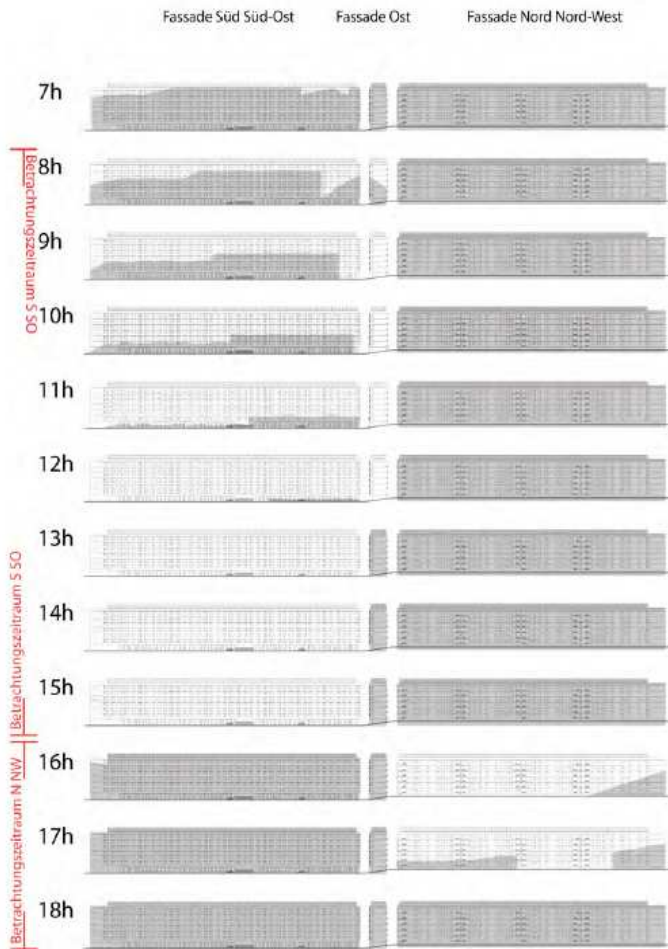 Fassade Süd Süd-Ost Fassade Ost Fassade Nord Nord-West
7h
8h
9h
10h
11h
12h
13h
14h
15h
16h
17h
18h
Betrachtungszeitraum S SO
Betrachtungszeitraum S SO
Betrachtungszeitraum N NW